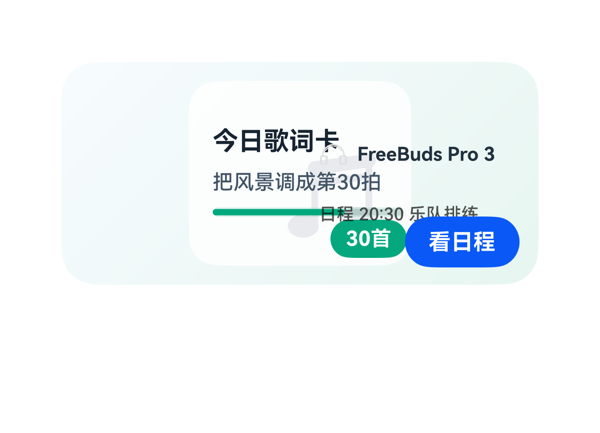 今日歌词卡
FreeBuds Pro 3
把风景调成第30拍
日程 20:30 乐队排练
30首
看日程